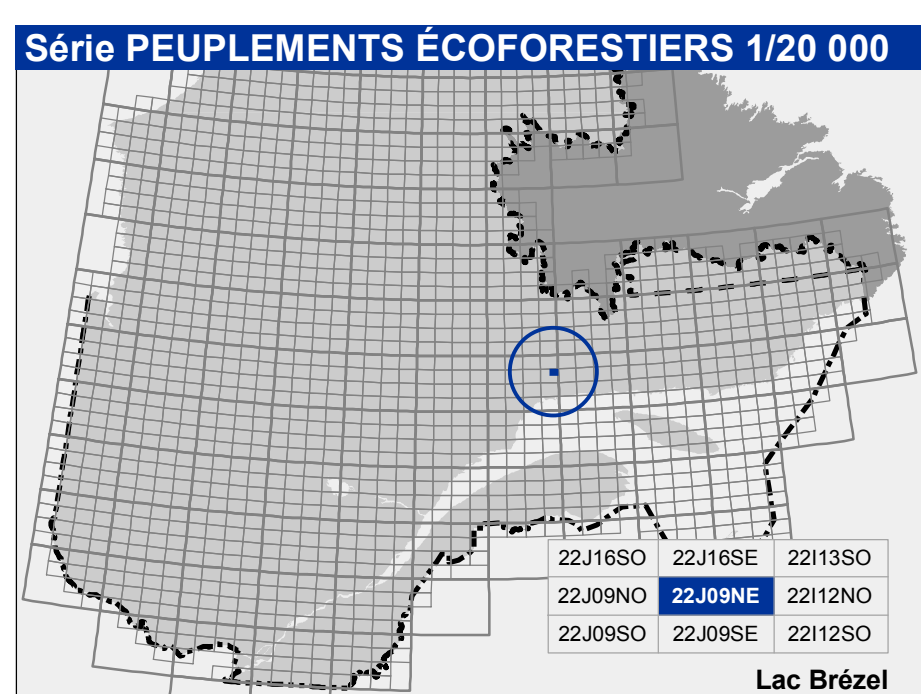 Série PEUPLEMENTS ÉCOFORESTIERS 1/20 000
22J16SO 22J16SE 22I13SO
22J09NO 22J09NE 22I12NO
22J09SO 22J09SE 22I12SO
Lac Brézel